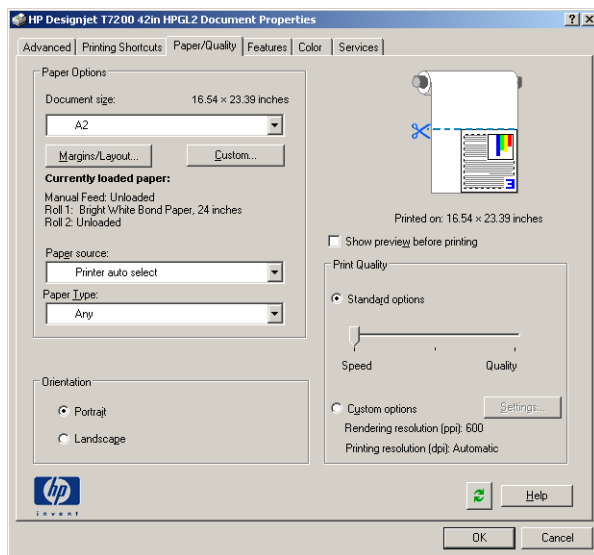 HP Designjet T7200 42in HPGL2 Document Properties
Advanced Printing Shortcuts Paper/Quality Features Color Services
Paper Options
Document size: 16.54 × 23.39 inches
A2
Margins/Layout... Custom...
Currently loaded paper:
Manual Feed: Unloaded
Roll 1: Bright White Bond Paper, 24 inches
Roll 2: Unloaded
Paper source:
Printer auto select
Paper Type:
Any
Orientation
Portrait
Landscape
hp
invent
3
Printed on: 16.54 × 23.39 inches
Show preview before printing
Print Quality
Standard options
Speed Quality
Custom options Settings...
Rendering resolution (ppi): 600
Printing resolution (dpi): Automatic
Help
OK Cancel